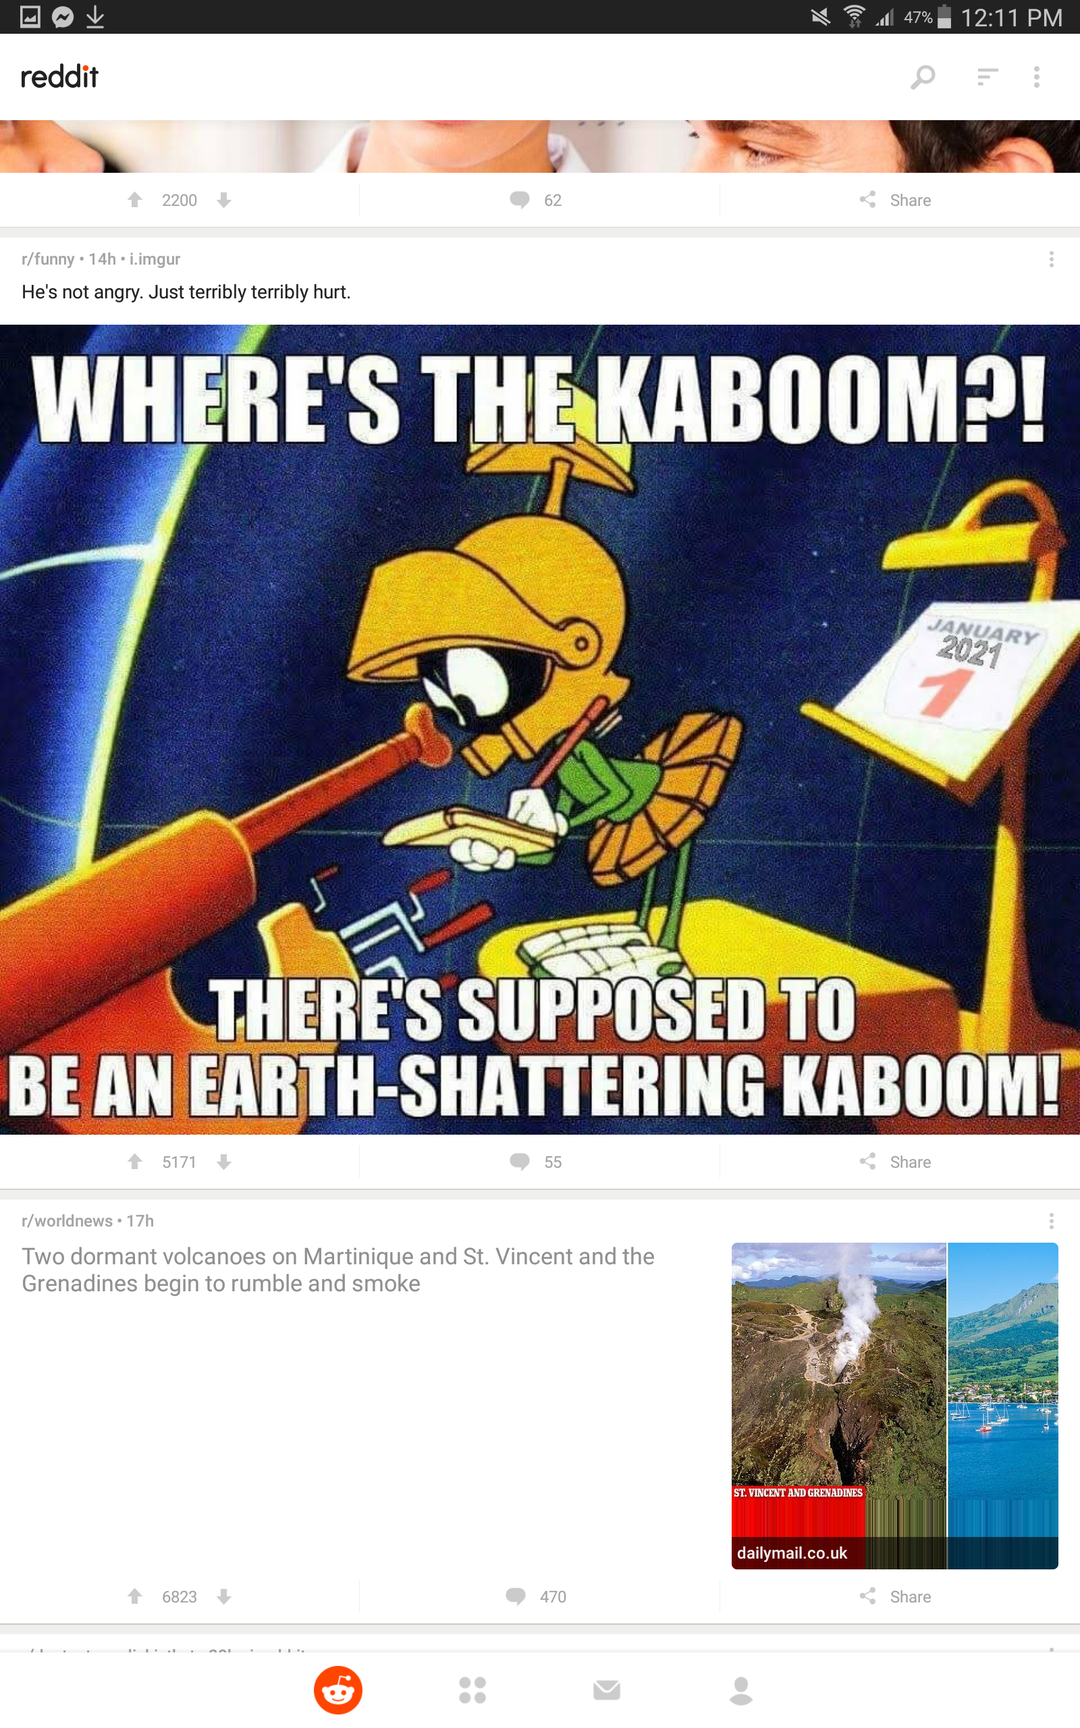 47% 12:11 PM
reddit
2200 62 Share
r/funny • 14h • i.imgur
He's not angry. Just terribly terribly hurt.
WHERE'S THE KABOOM?!
JANUARY
2021
1
THERE'S SUPPOSED TO
BE AN EARTH-SHATTERING KABOOM!
5171 55 Share
r/worldnews • 17h
Two dormant volcanoes on Martinique and St. Vincent and the
Grenadines begin to rumble and smoke
ST. VINCENT AND GRENADINES
dailymail.co.uk
6823 470 Share